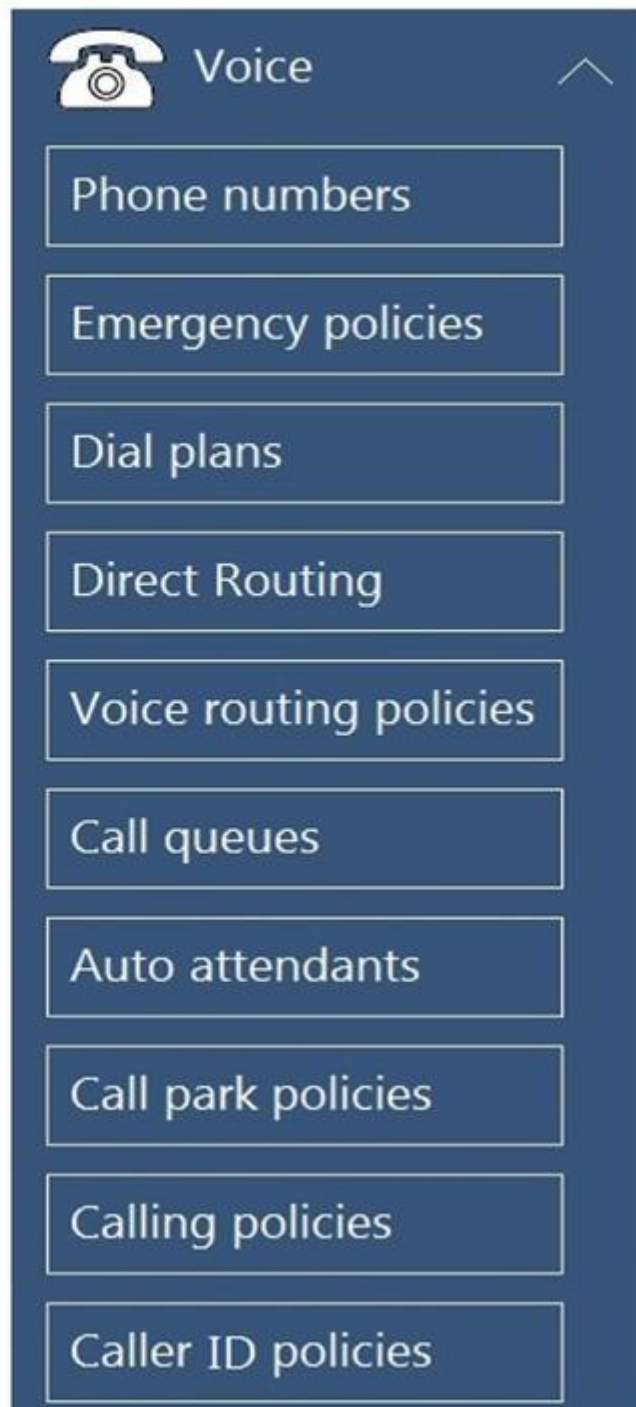 Voice
Phone numbers
Emergency policies
Dial plans
Direct Routing
Voice routing policies
Call queues
Auto attendants
Call park policies
Calling policies
Caller ID policies